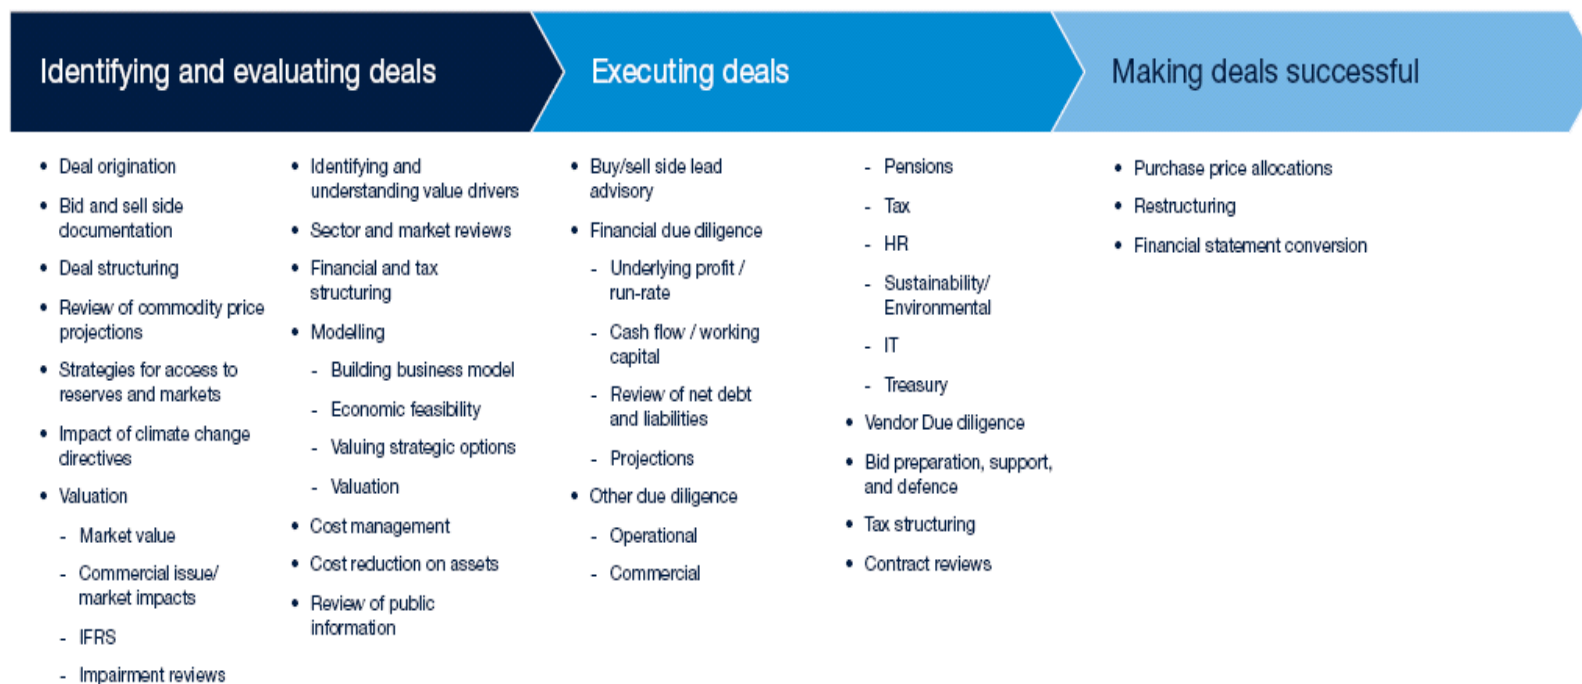 Identifying and evaluating deals
Executing deals
Making deals successful
• Deal origination
• Bid and sell side
documentation
• Deal structuring
• Review of commodity price
projections
• Strategies for access to
reserves and markets
• Impact of climate change
directives
• Valuation
- Market value
- Commercial issue/
market impacts
- IFRS
- Impairment reviews
• Identifying and
understanding value drivers
• Sector and market reviews
• Financial and tax
structuring
• Modelling
- Building business model
- Economic feasibility
- Valuing strategic options
- Valuation
• Cost management
• Cost reduction on assets
• Review of public
information
• Buy/sell side lead
advisory
• Financial due diligence
- Underlying profit /
run-rate
- Cash flow / working
capital
- Review of net debt
and liabilities
- Projections
• Other due diligence
- Operational
- Commercial
- Pensions
- Tax
- HR
- Sustainability/
Environmental
- IT
- Treasury
• Vendor Due diligence
• Bid preparation, support,
and defence
• Tax structuring
• Contract reviews
• Purchase price allocations
• Restructuring
• Financial statement conversion